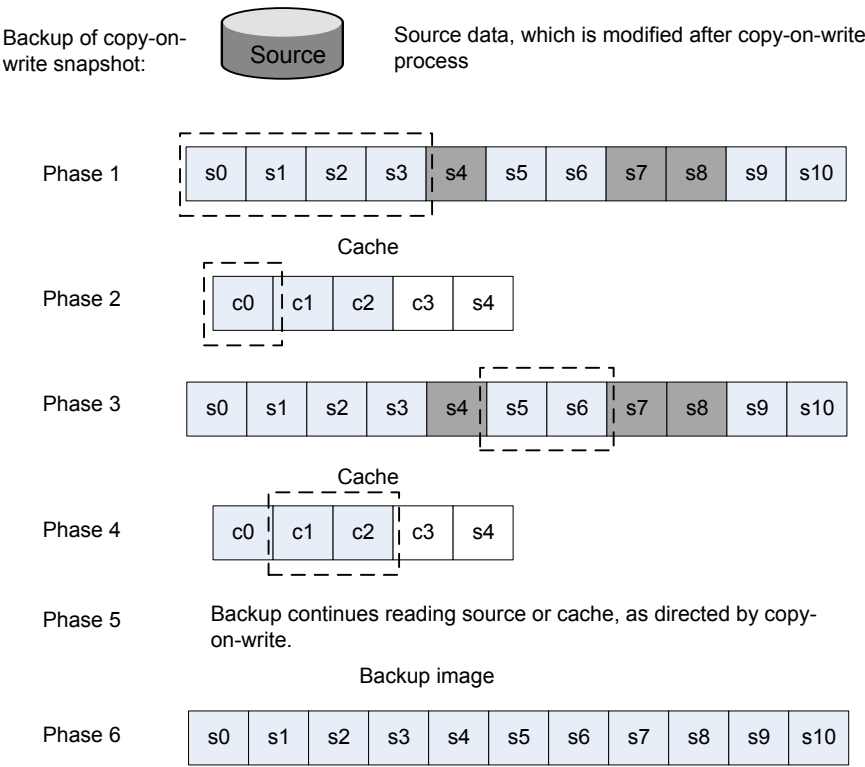 Backup of copy-on-
write snapshot:
Source
Source data, which is modified after copy-on-write
process
Phase 1
s0 s1 s2 s3 s4 s5 s6 s7 s8 s9 s10
Cache
Phase 2
c0 c1 c2 c3 s4
Phase 3
s0 s1 s2 s3 s4 s5 s6 s7 s8 s9 s10
Cache
Phase 4
c0 c1 c2 c3 s4
Phase 5
Backup continues reading source or cache, as directed by copy-
on-write.
Backup image
Phase 6
s0 s1 s2 s3 s4 s5 s6 s7 s8 s9 s10